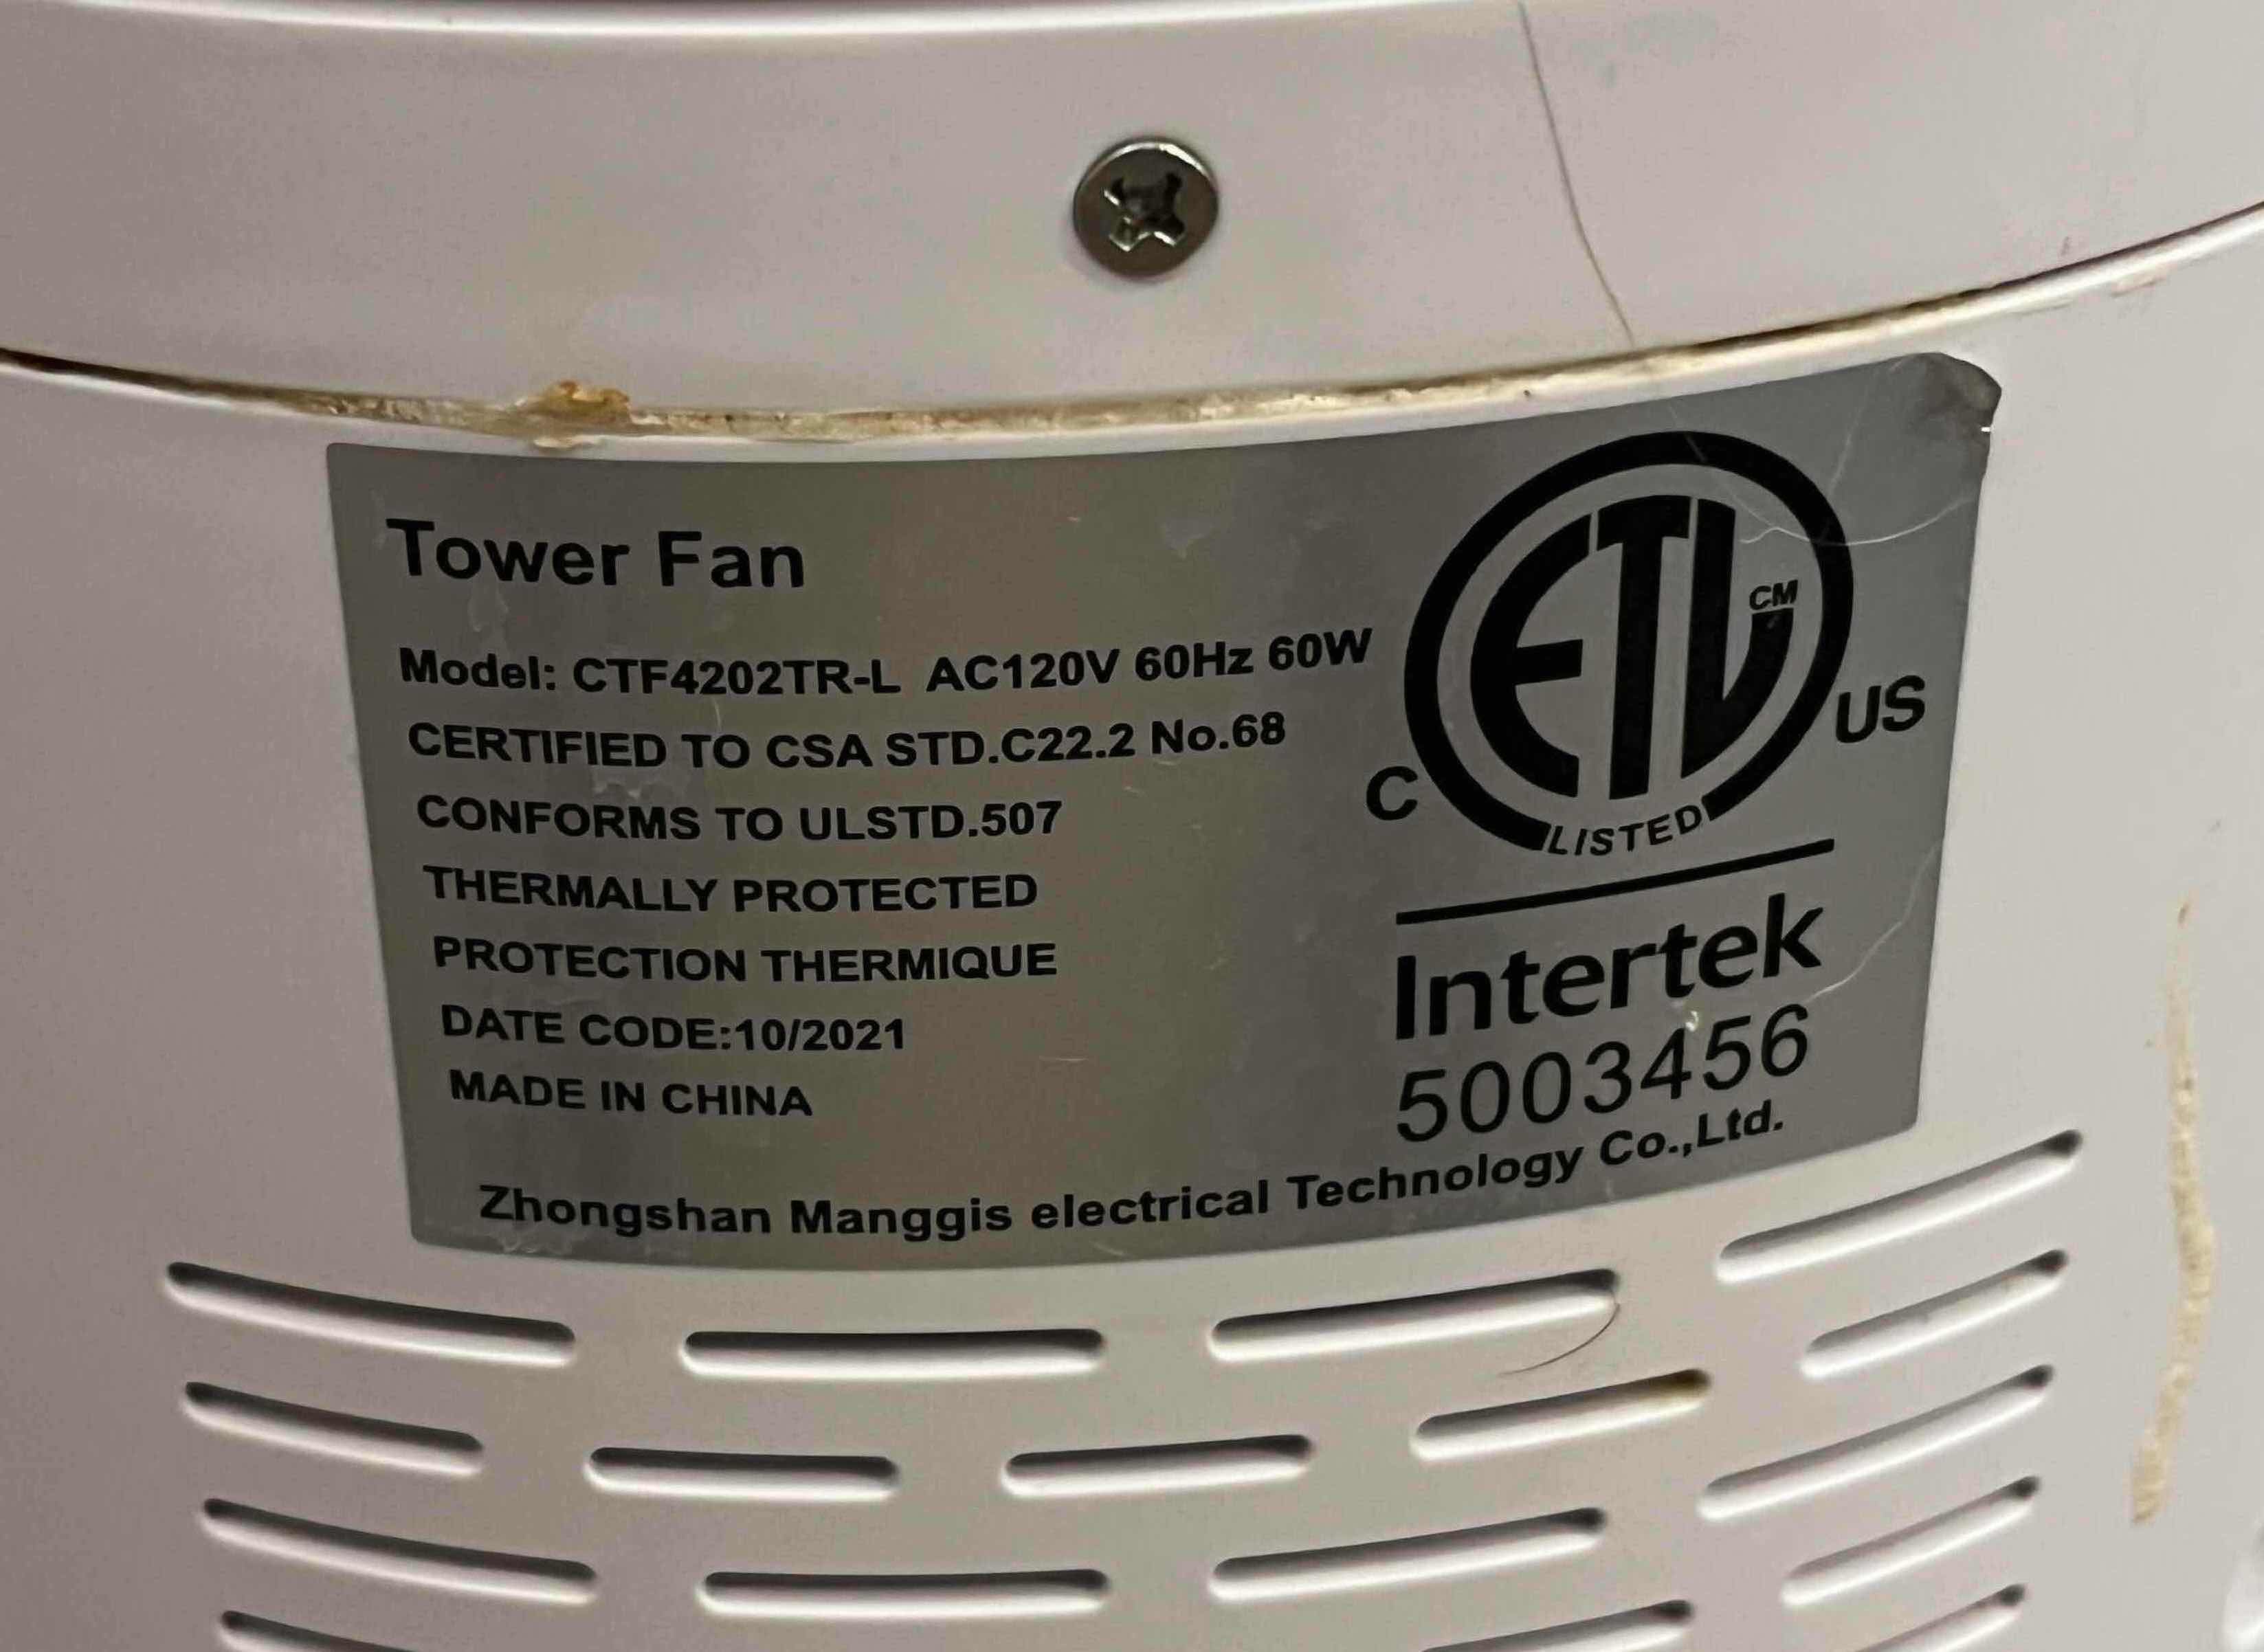 Tower Fan
Model: CTF4202TR-L AC120V 60Hz 60W
CERTIFIED TO CSA STD.C22.2 No.68
CONFORMS TO ULSTD.507
THERMALLY PROTECTED
PROTECTION THERMIQUE
DATE CODE:10/2021
MADE IN CHINA
ETL
CM
C
US
LISTED
Intertek
5003456
Zhongshan Manggis electrical Technology Co.,Ltd.